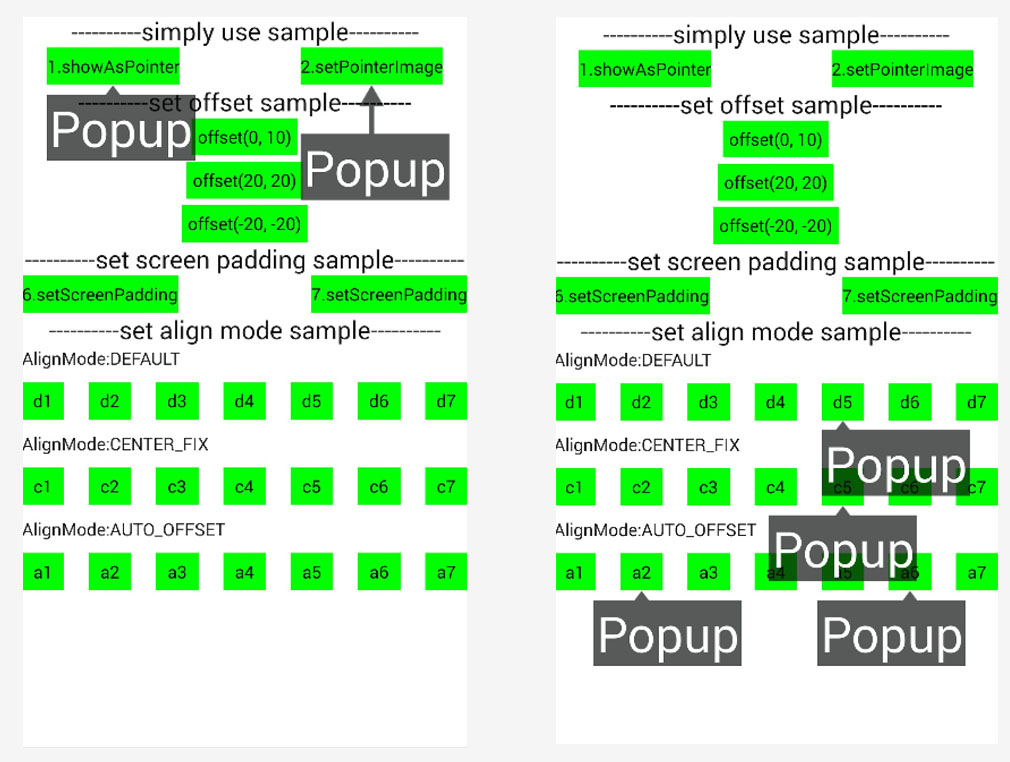 ----------simply use sample----------
1.showAsPointer 2.setPointerImage
----------set offset sample----------
Popup
offset(0, 10)
Popup
offset(20, 20)
offset(-20, -20)
----------set screen padding sample----------
6.setScreenPadding 7.setScreenPadding
----------set align mode sample----------
AlignMode:DEFAULT
d1 d2 d3 d4 d5 d6 d7
AlignMode:CENTER_FIX
c1 c2 c3 c4 c5 c6 c7
AlignMode:AUTO_OFFSET
a1 a2 a3 a4 a5 a6 a7
----------simply use sample----------
1.showAsPointer 2.setPointerImage
----------set offset sample----------
offset(0, 10)
offset(20, 20)
offset(-20, -20)
----------set screen padding sample----------
6.setScreenPadding 7.setScreenPadding
----------set align mode sample----------
AlignMode:DEFAULT
d1 d2 d3 d4 d5 d6 d7
AlignMode:CENTER_FIX
Popup
c1 c2 c3 c4 c5 c6 c7
AlignMode:AUTO_OFFSET
Popup
a1 a2 a3 a4 a5 a6 a7
Popup Popup